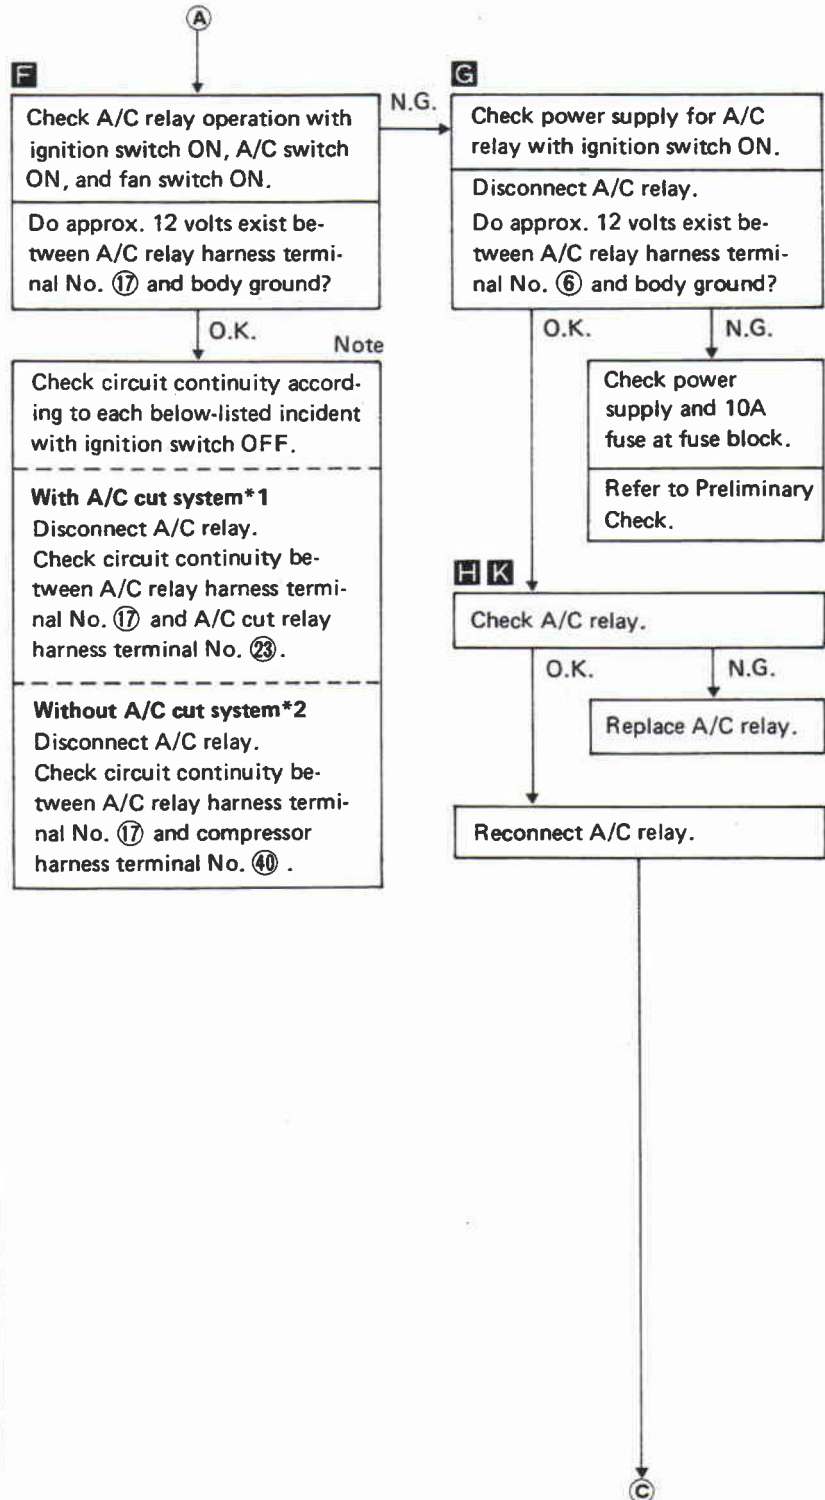 A
F
Check A/C relay operation with
ignition switch ON, A/C switch
ON, and fan switch ON.
Do approx. 12 volts exist be-
tween A/C relay harness termi-
nal No. ⑰ and body ground?
N.G.
G
Check power supply for A/C
relay with ignition switch ON.
Disconnect A/C relay.
Do approx. 12 volts exist be-
tween A/C relay harness termi-
nal No. ⑥ and body ground?
O.K.
Note
Check circuit continuity accord-
ing to each below-listed incident
with ignition switch OFF.
With A/C cut system*1
Disconnect A/C relay.
Check circuit continuity be-
tween A/C relay harness termi-
nal No. ⑰ and A/C cut relay
harness terminal No. ㉓.
Without A/C cut system*2
Disconnect A/C relay.
Check circuit continuity be-
tween A/C relay harness termi-
nal No. ⑰ and compressor
harness terminal No. ㊵ .
O.K.
N.G.
Check power
supply and 10A
fuse at fuse block.
Refer to Preliminary
Check.
H K
Check A/C relay.
O.K.
N.G.
Replace A/C relay.
Reconnect A/C relay.
C